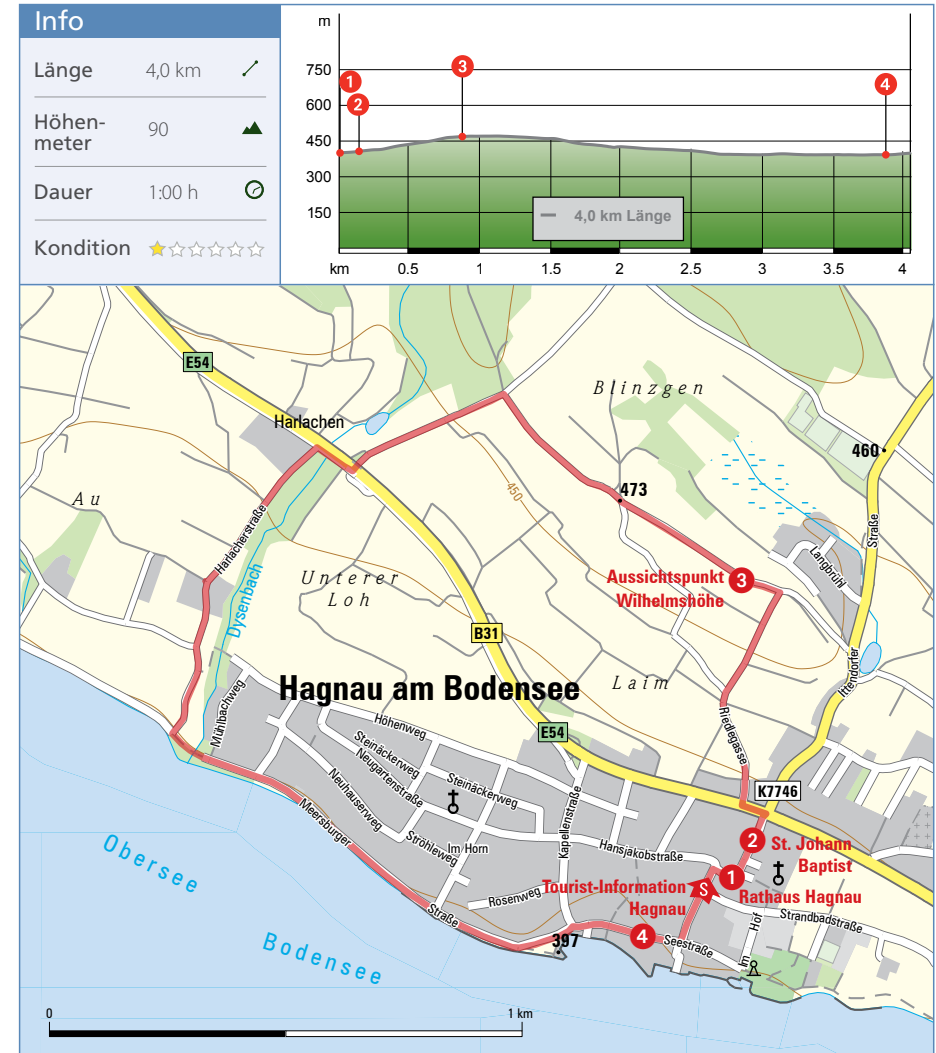 Info
Länge 4,0 km
Höhen-
meter 90
Dauer 1:00 h
Kondition
m
750
600
450
300
150
1
2
3
4
4,0 km Länge
km 0.5 1 1.5 2 2.5 3 3.5 4
E54
Harlachen
Blinzgen
460
Au
450
473
Straße
Harlacherstraße
Langbrühl
Aussichtspunkt
Wilhelmshöhe
3
Unterer
Loh
Dysenbach
B31
Ittendorfer
Hagnau am Bodensee
Laim
Mühlbachweg
Riedlegasse
Höhenweg
E54
Steinäckerweg
Neugartenstraße
Steinäckerweg
K7746
Neuhauserweg
Meersburger
Kapellenstraße
Ströhleweg
Im Horn
Hansjakobstraße
2
St. Johann
Baptist
Obersee
1
Rathaus Hagnau
S
Tourist-Information
Hagnau
Rosenweg
Straße
Strandbadstraße
Im Hof
4
Seestraße
397
Bodensee
0 1 km